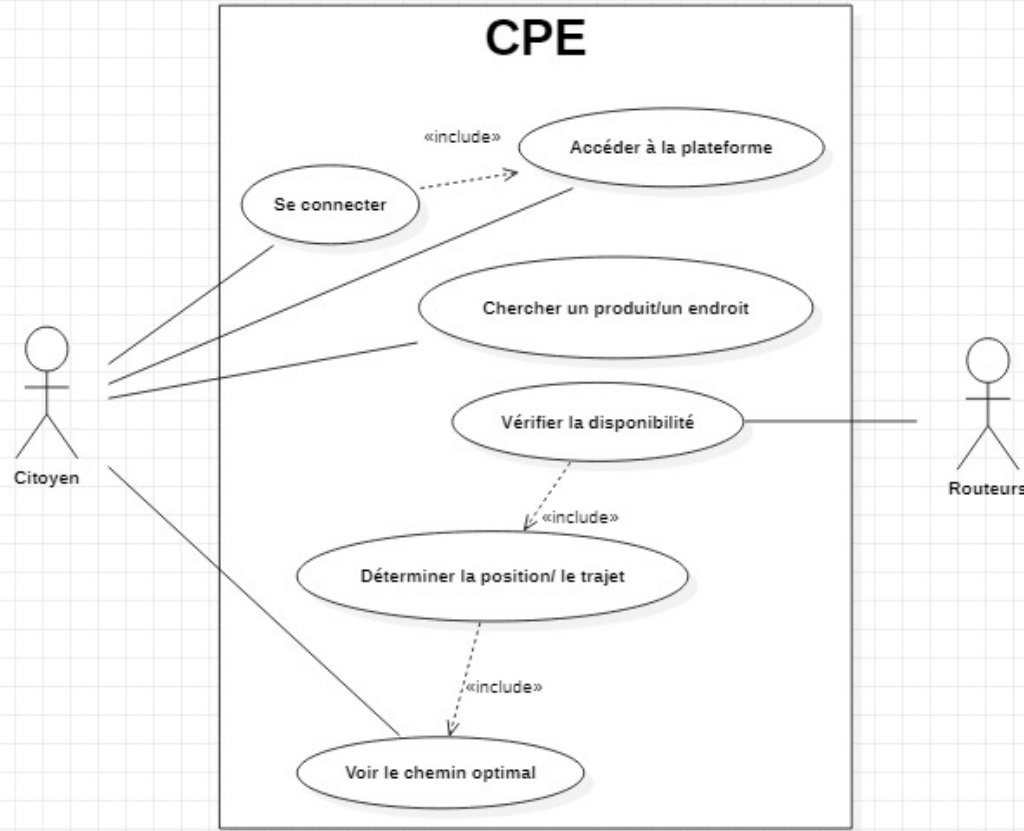 CPE
«include»
Accéder à la plateforme
Se connecter
Chercher un produit/un endroit
Vérifier la disponibilité
Citoyen
Routeurs
«include»
Déterminer la position/ le trajet
«include»
Voir le chemin optimal